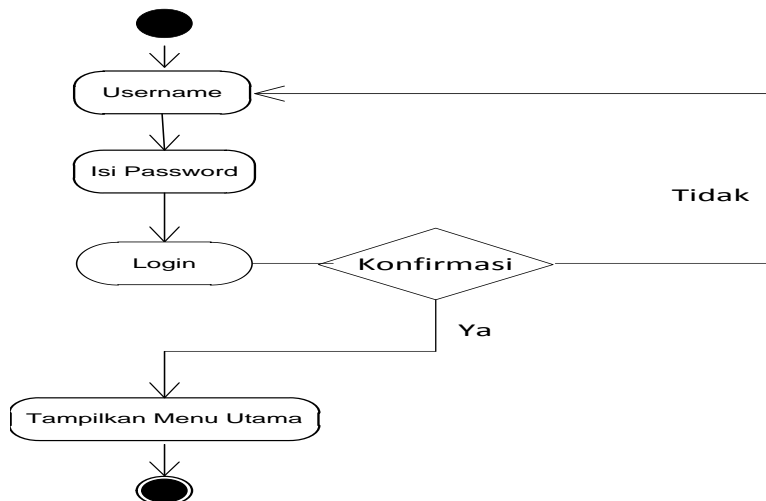 Username
Isi Password
Tidak
Login
Konfirmasi
Ya
Tampilkan Menu Utama